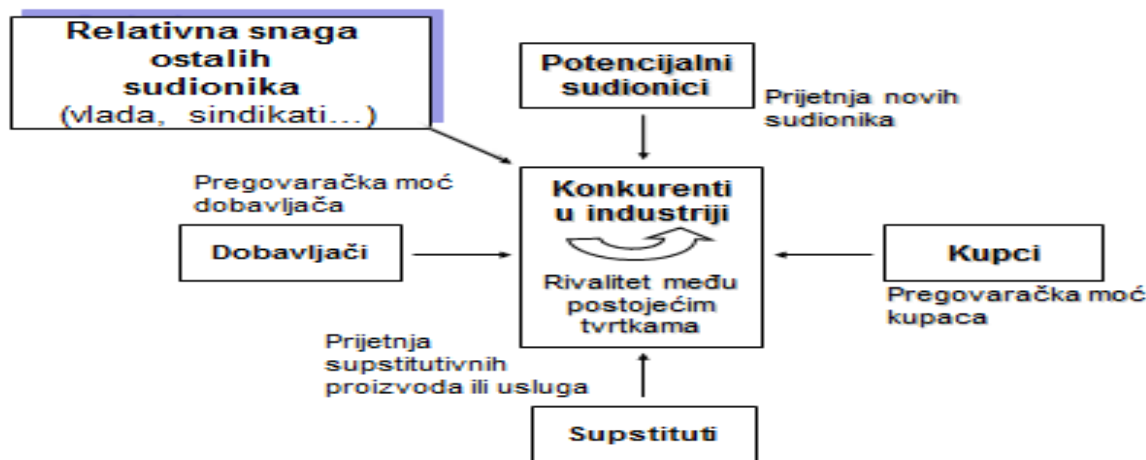 Relativna snaga
ostalih
sudionika
(vlada, sindikati...)
Potencijalni
sudionici
Prijetnja novih
sudionika
Pregovaračka moć
dobavljača
Dobavljači
Konkurenti
u industriji
Rivalitet među
postojećim
tvrtkama
Kupci
Pregovaračka moć
kupaca
Prijetnja
supstitutivnih
proizvoda ili usluga
Supstituti